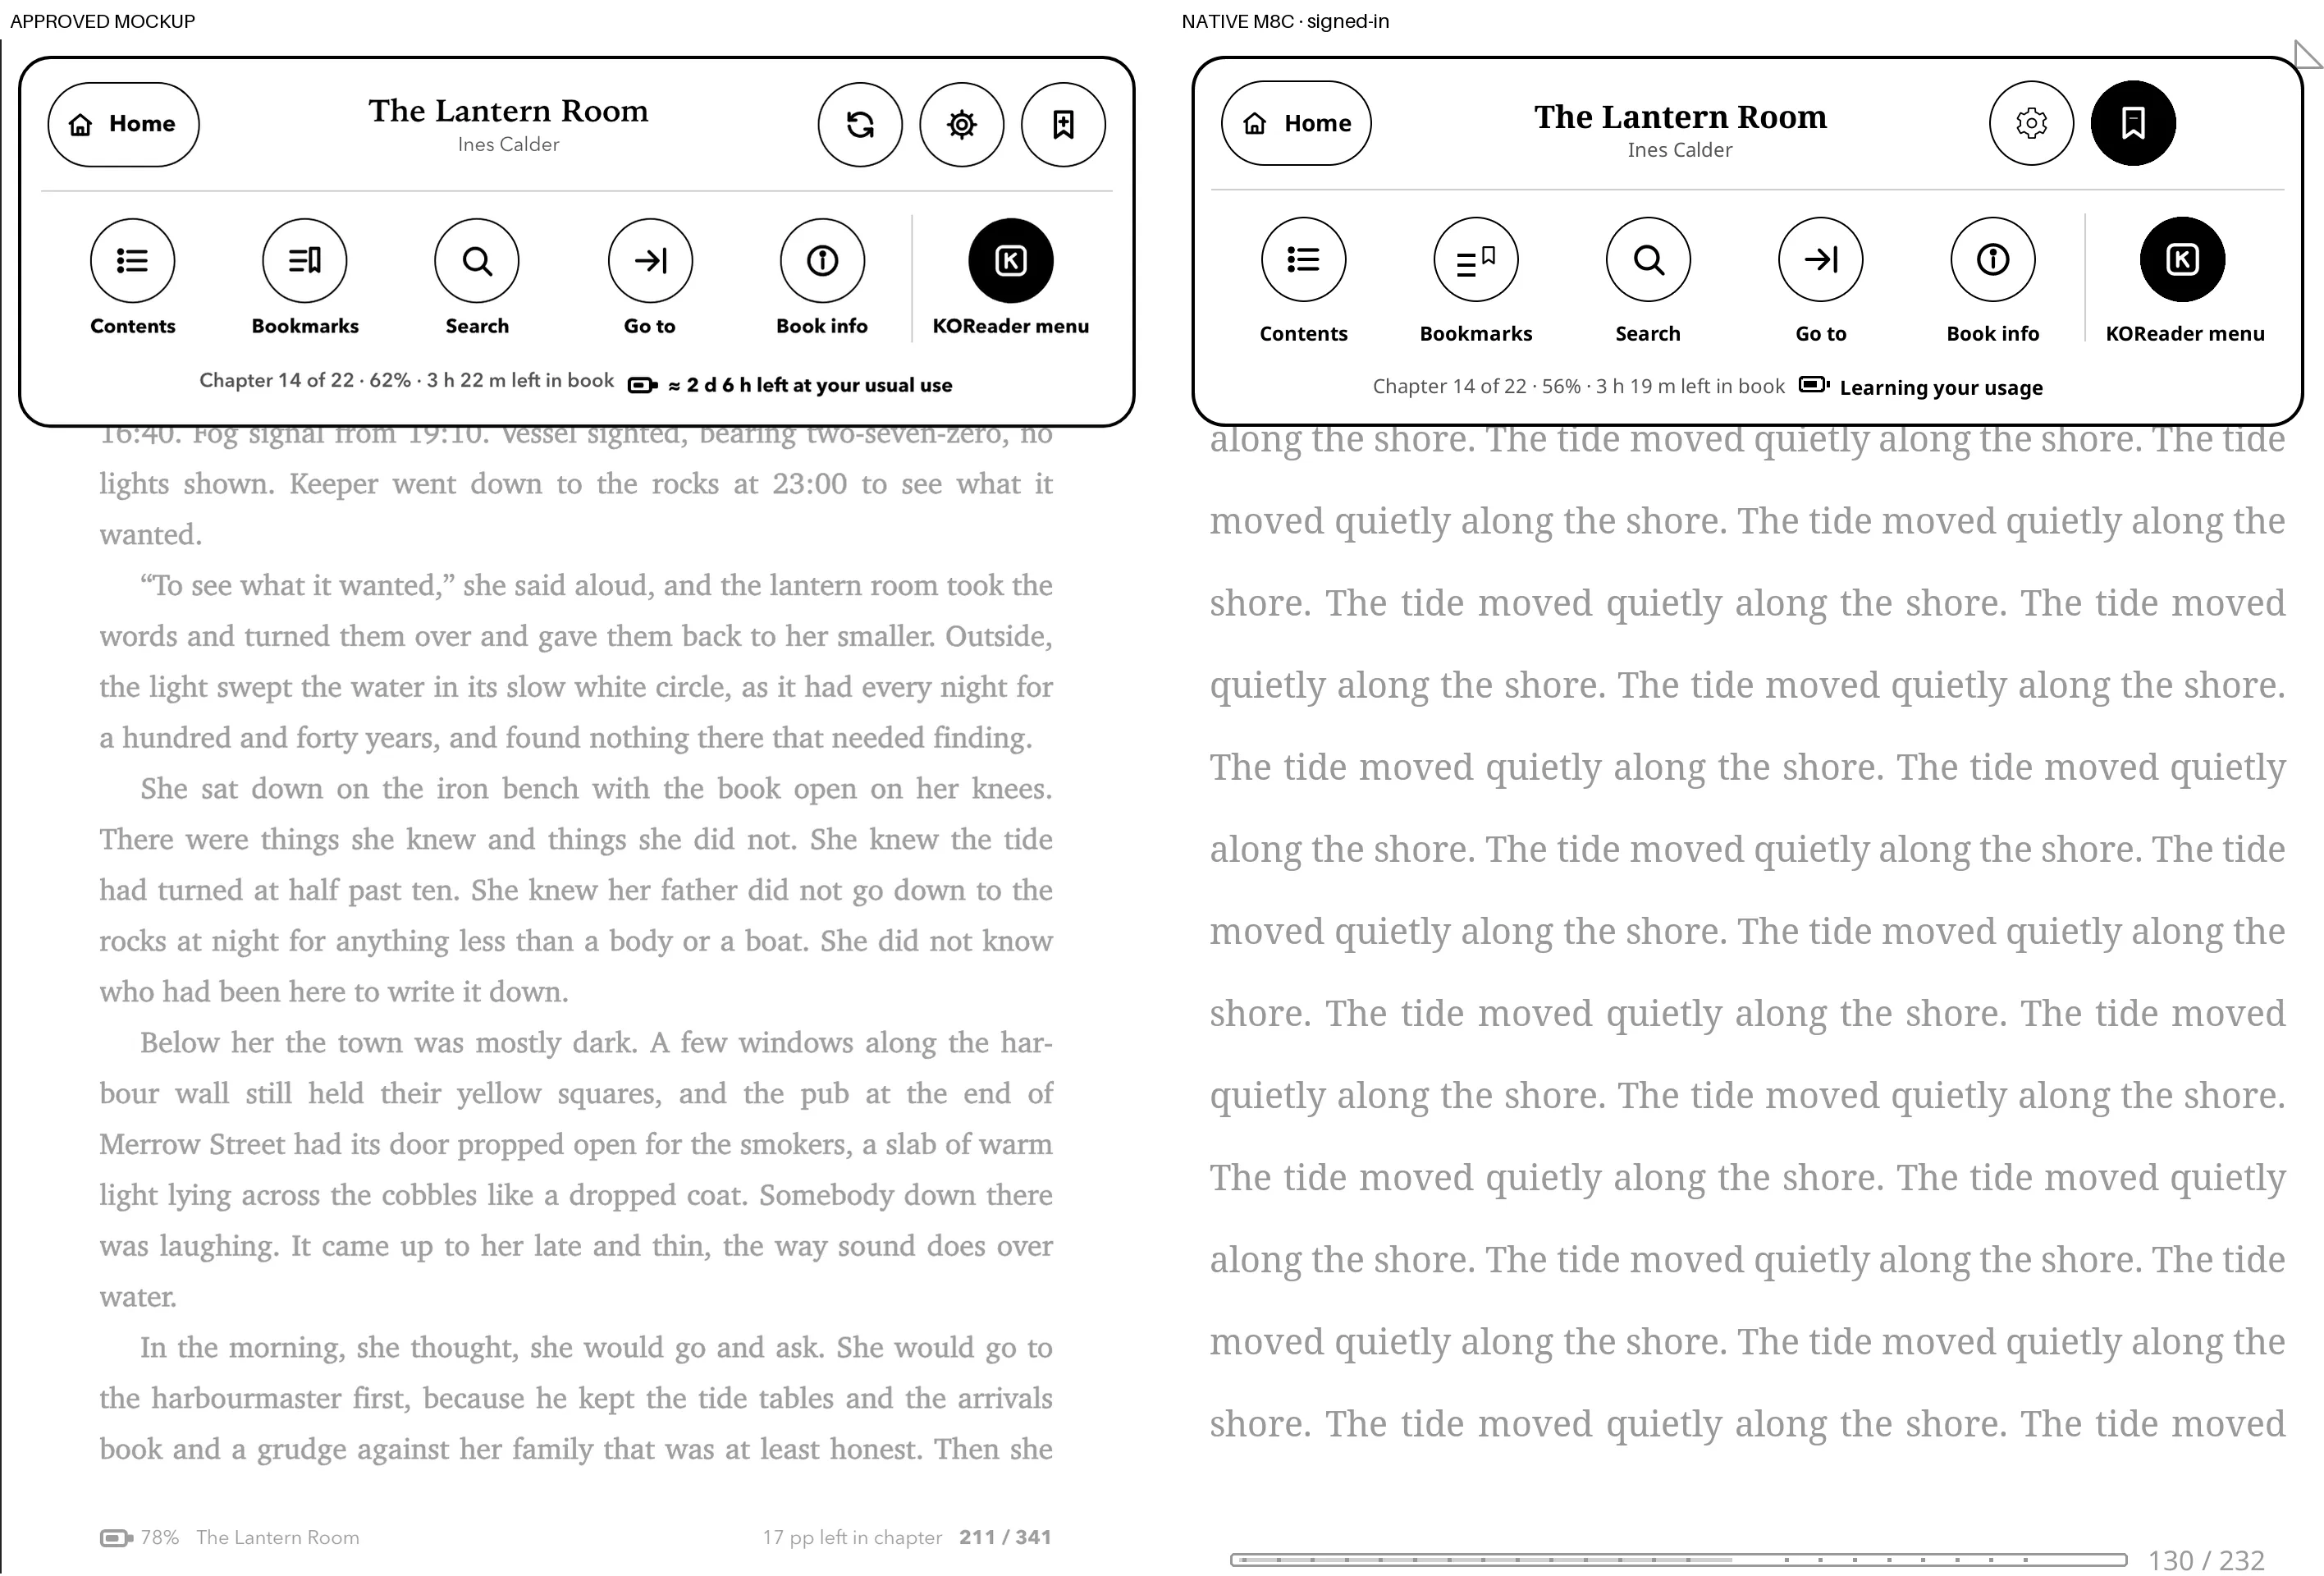 APPROVED MOCKUP
Home
The Lantern Room
Ines Calder
Contents
Bookmarks
Search
Go to
Book info
K
KOReader menu
Chapter 14 of 22 · 62% · 3 h 22 m left in book
≈ 2 d 6 h left at your usual use
16:40. Fog signal from 19:10. Vessel sighted, bearing two-seven-zero, no
lights shown. Keeper went down to the rocks at 23:00 to see what it
wanted.
“To see what it wanted,” she said aloud, and the lantern room took the
words and turned them over and gave them back to her smaller. Outside,
the light swept the water in its slow white circle, as it had every night for
a hundred and forty years, and found nothing there that needed finding.
She sat down on the iron bench with the book open on her knees.
There were things she knew and things she did not. She knew the tide
had turned at half past ten. She knew her father did not go down to the
rocks at night for anything less than a body or a boat. She did not know
who had been here to write it down.
Below her the town was mostly dark. A few windows along the har-
bour wall still held their yellow squares, and the pub at the end of
Merrow Street had its door propped open for the smokers, a slab of warm
light lying across the cobbles like a dropped coat. Somebody down there
was laughing. It came up to her late and thin, the way sound does over
water.
In the morning, she thought, she would go and ask. She would go to
the harbourmaster first, because he kept the tide tables and the arrivals
book and a grudge against her family that was at least honest. Then she
78% The Lantern Room
17 pp left in chapter 211 / 341
NATIVE M8C · signed-in
Home
The Lantern Room
Ines Calder
Contents
Bookmarks
Search
Go to
Book info
K
KOReader menu
Chapter 14 of 22 · 56% · 3 h 19 m left in book
Learning your usage
along the shore. The tide moved quietly along the shore. The tide
moved quietly along the shore. The tide moved quietly along the
shore. The tide moved quietly along the shore. The tide moved
quietly along the shore. The tide moved quietly along the shore.
The tide moved quietly along the shore. The tide moved quietly
along the shore. The tide moved quietly along the shore. The tide
moved quietly along the shore. The tide moved quietly along the
shore. The tide moved quietly along the shore. The tide moved
quietly along the shore. The tide moved quietly along the shore.
The tide moved quietly along the shore. The tide moved quietly
along the shore. The tide moved quietly along the shore. The tide
moved quietly along the shore. The tide moved quietly along the
shore. The tide moved quietly along the shore. The tide moved
130 / 232